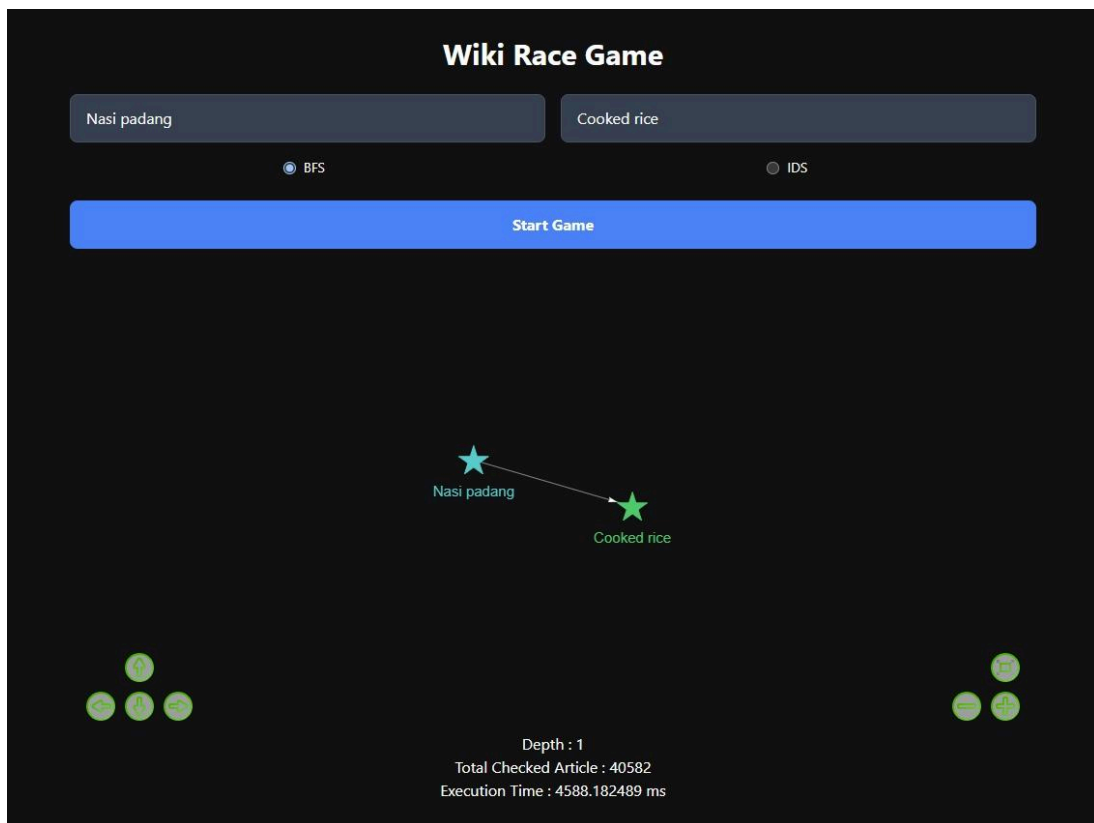 Wiki Race Game
Nasi padang
Cooked rice
BFS
IDS
Start Game
Nasi padang
Cooked rice
Depth : 1
Total Checked Article : 40582
Execution Time : 4588.182489 ms